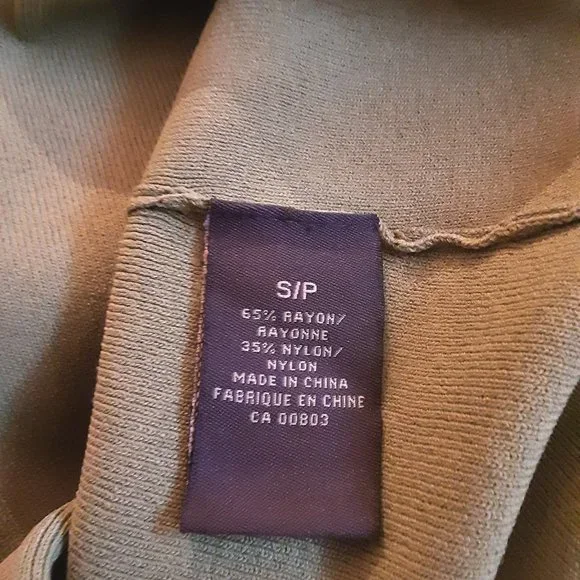 S/P
65% RAYON/
RAYONNE
35% NYLON/
NYLON
MADE IN CHINA
FABRIQUE EN CHINE
CA 00803